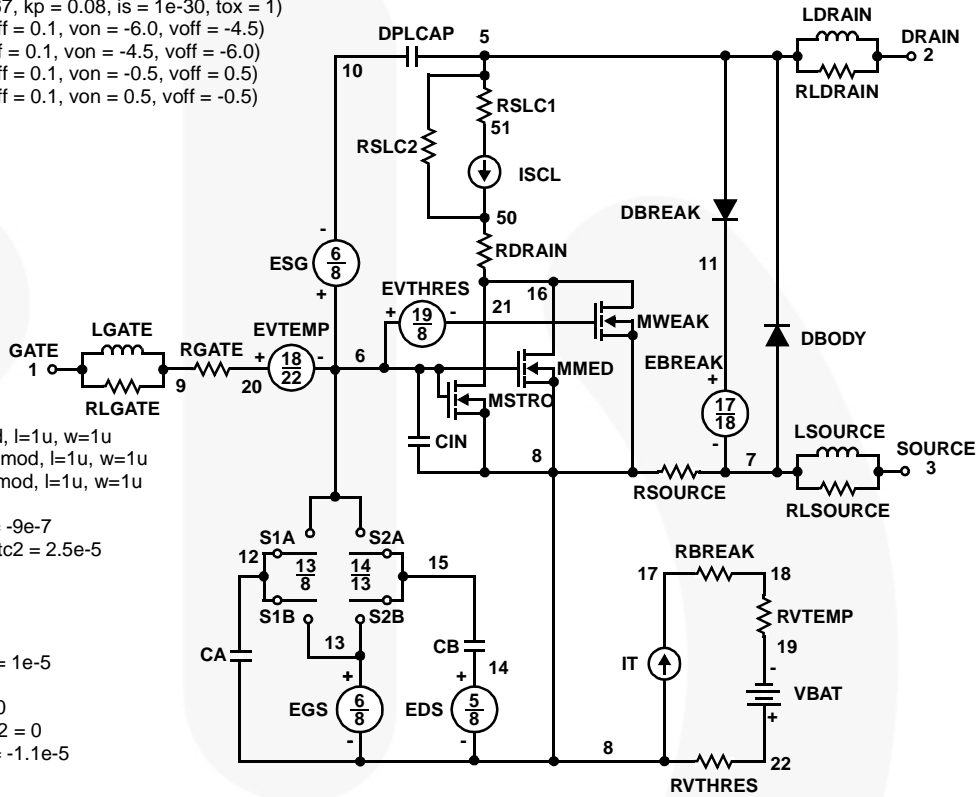 67, kp = 0.08, is = 1e-30, tox = 1)
ff = 0.1, von = -6.0, voff = -4.5)
f = 0.1, von = -4.5, voff = -6.0)
ff = 0.1, von = -0.5, voff = 0.5)
ff = 0.1, von = 0.5, voff = -0.5)
LDRAIN
DPLCAP
5
DRAIN
2
10
RLDRAIN
RSLC1
51
RSLC2
ISCL
DBREAK
50
RDRAIN
ESG
6
8
-
+
11
EVTHRES
16
21
+
19
8
-
MWEAK
LGATE
EVTEMP
DBODY
GATE
1
RGATE
+
18
22
-
6
EBREAK
MMED
9
20
+
MSTRO
RLGATE
17
18
-
LSOURCE
d, l=1u, w=1u
CIN
8
7
SOURCE
3
mod, l=1u, w=1u
mod, l=1u, w=1u
RSOURCE
RLSOURCE
= -9e-7
tc2 = 2.5e-5
S1A
S2A
12
13
8
14
13
15
RBREAK
17
18
S1B
S2B
RVTEMP
13
CB
19
CA
IT
-
= 1e-5
+
+
14
VBAT
0
EGS
6
8
EDS
5
8
+
2 = 0
-
-
8
22
= -1.1e-5
RVTHRES